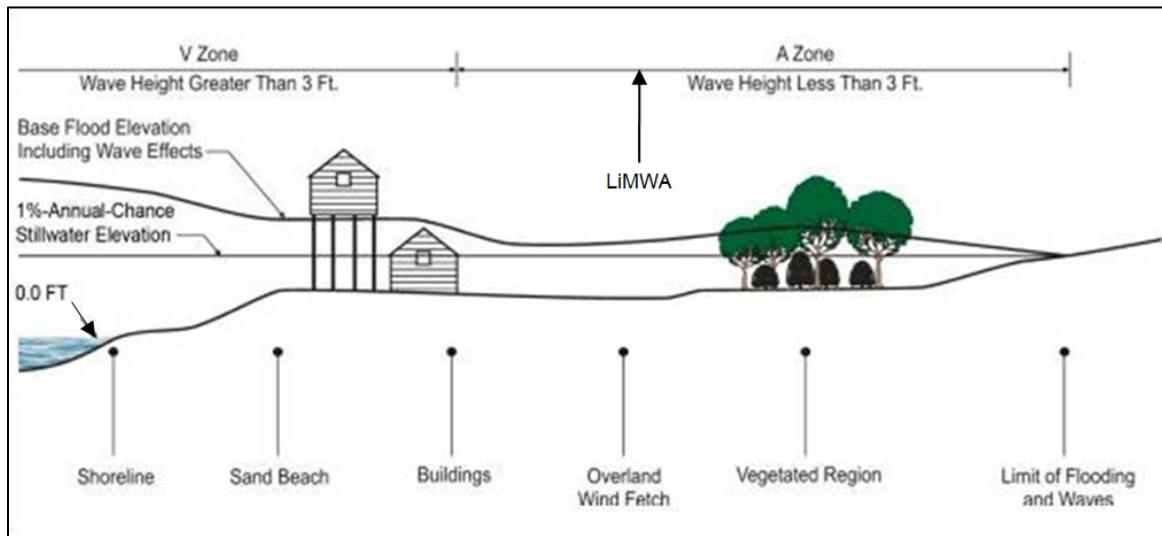 V Zone
Wave Height Greater Than 3 Ft.
A Zone
Wave Height Less Than 3 Ft.
Base Flood Elevation
Including Wave Effects
LiMWA
1%-Annual-Chance
Stillwater Elevation
0.0 FT
Shoreline
Sand Beach
Buildings
Overland
Wind Fetch
Vegetated Region
Limit of Flooding
and Waves